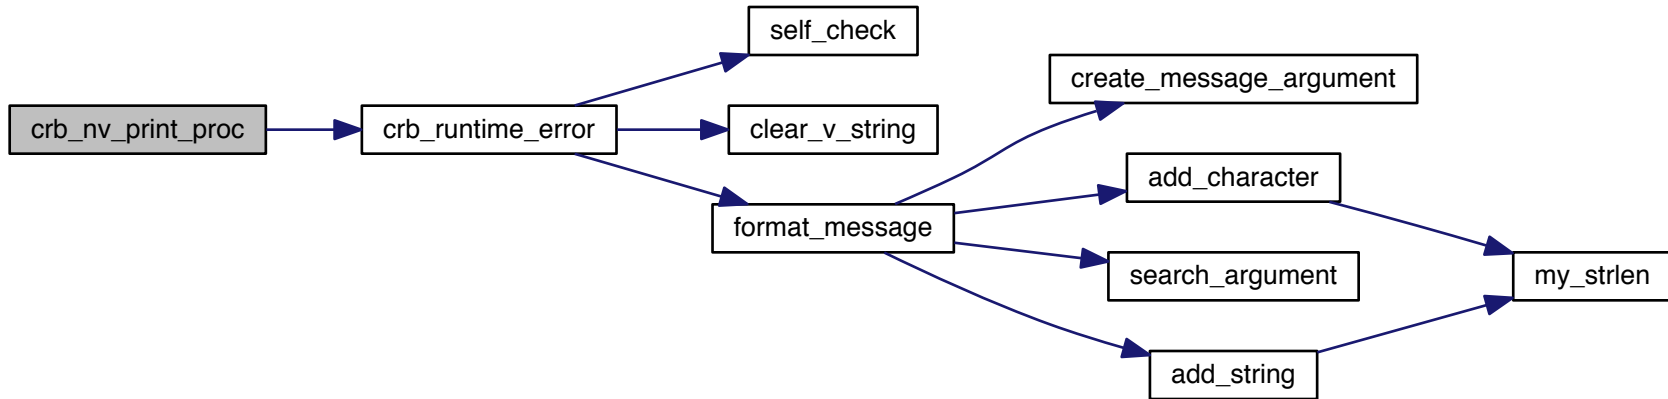 self_check
create_message_argument
crb_nv_print_proc
crb_runtime_error
clear_v_string
add_character
format_message
search_argument
my_strlen
add_string